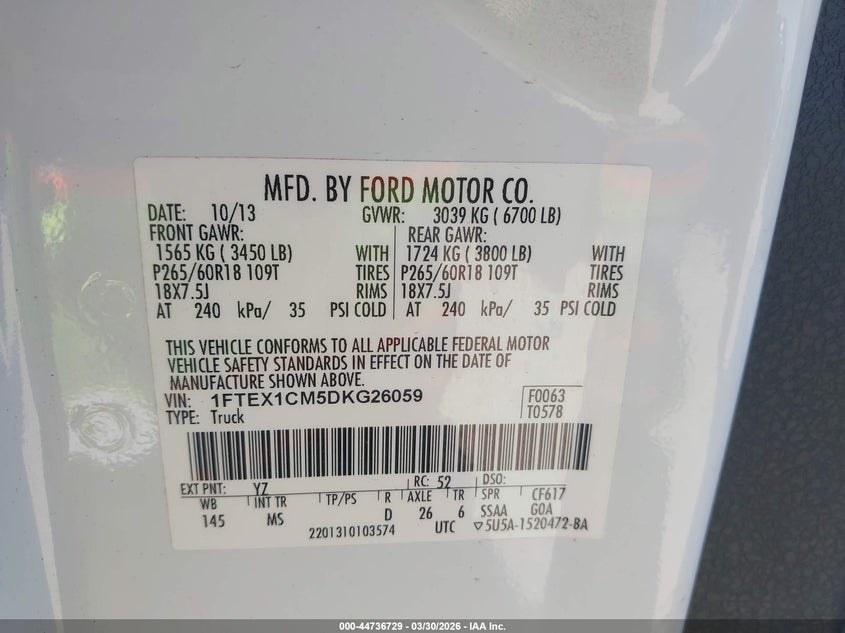 MFD. BY FORD MOTOR CO.
DATE: 10/13 GVWR: 3039 KG ( 6700 LB)
FRONT GAWR: REAR GAWR:
1565 KG ( 3450 LB) WITH 1724 KG ( 3800 LB) WITH
P265/60R18 109T TIRES P265/60R18 109T TIRES
18X7.5J RIMS 18X7.5J RIMS
AT 240 kPa/ 35 PSI COLD AT 240 kPa/ 35 PSI COLD
THIS VEHICLE CONFORMS TO ALL APPLICABLE FEDERAL MOTOR
VEHICLE SAFETY STANDARDS IN EFFECT ON THE DATE OF
MANUFACTURE SHOWN ABOVE.
VIN: 1FTEX1CM5DKG26059 F0063
TYPE: Truck T0578
EXT PNT: YZ RC: 52 DSO:
WB INT TR TP/PS R AXLE TR SPR CF617
145 MS D 26 6 SSAA GOA
2201310103574 UTC ▽5U5A-1520472-BA
000-44736729 — 03/30/2026 — IAA Inc.